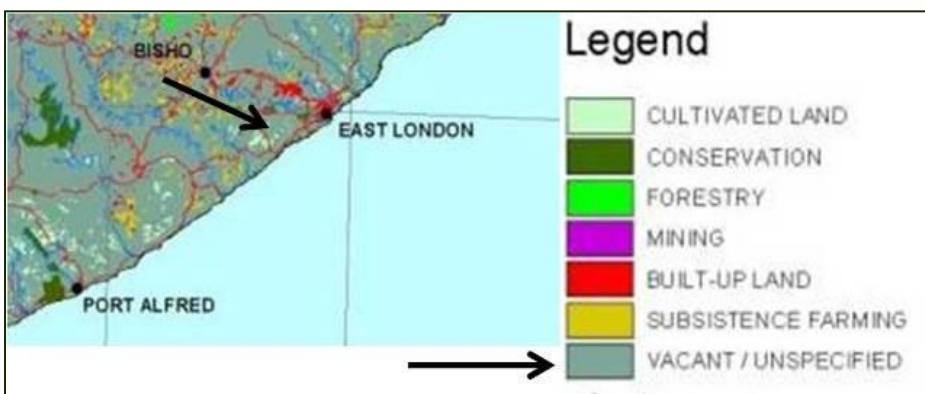 BISHO
EAST LONDON
PORT ALFRED
Legend
CULTIVATED LAND
CONSERVATION
FORESTRY
MINING
BUILT-UP LAND
SUBSISTENCE FARMING
VACANT / UNSPECIFIED